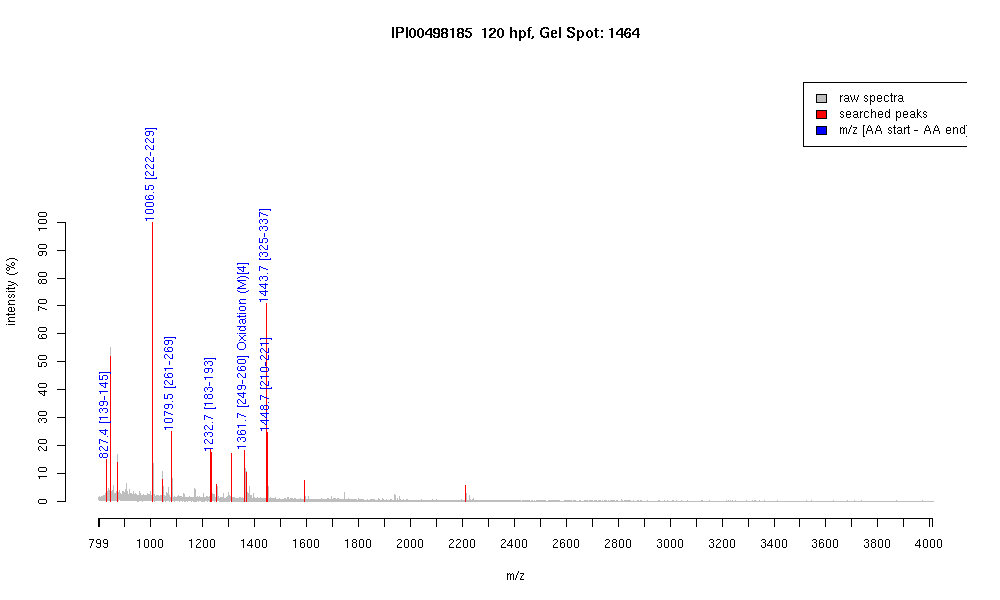 IPI00498185 120 hpf, Gel Spot: 1464
raw spectra
searched peaks
m/z [AA start - AA end]
intensity (%)
100
90
80
70
60
50
40
30
20
10
0
827.4 [139-145]
1006.5 [222-229]
1079.5 [261-269]
1232.7 [183-193]
1361.7 [249-260] Oxidation (M)[4]
1443.7 [325-337]
1448.7 [210-221]
799 1000 1200 1400 1600 1800 2000 2200 2400 2600 2800 3000 3200 3400 3600 3800 4000
m/z